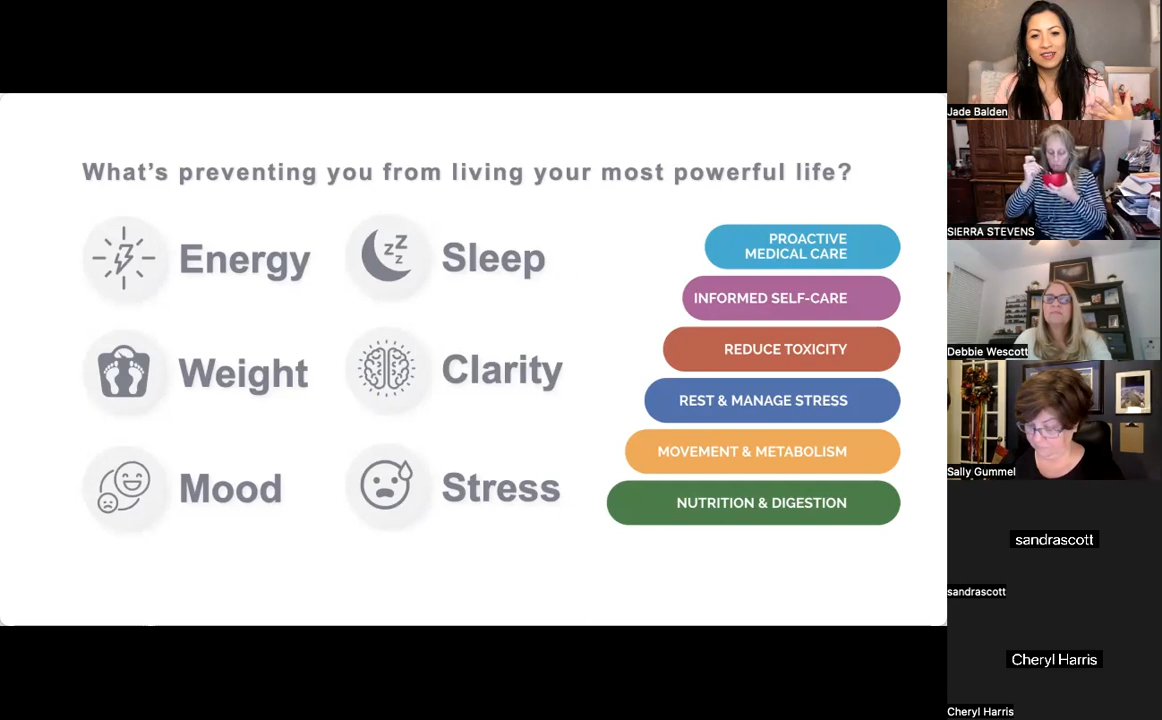 What's preventing you from living your most powerful life?
Energy
Sleep
Weight
Clarity
Mood
Stress
zzz
PROACTIVE
MEDICAL CARE
INFORMED SELF-CARE
REDUCE TOXICITY
REST & MANAGE STRESS
MOVEMENT & METABOLISM
NUTRITION & DIGESTION
Jade Balden
SIERRA STEVENS
Debbie Wescott
Sally Gummel
sandrascott
sandrascott
Cheryl Harris
Cheryl Harris